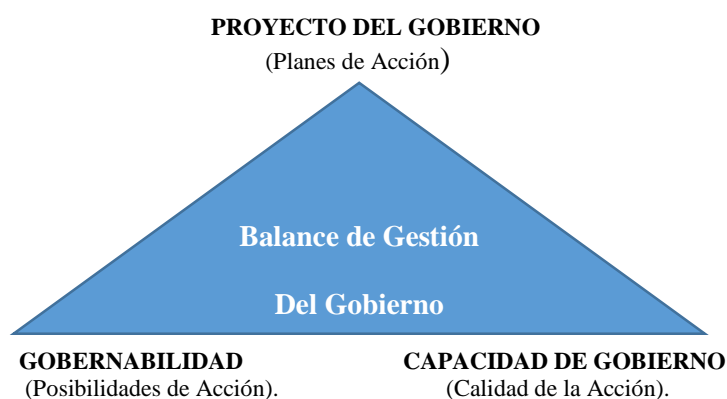 PROYECTO DEL GOBIERNO
(Planes de Acción)
Balance de Gestión
Del Gobierno
GOBERNABILIDAD
(Posibilidades de Acción).
CAPACIDAD DE GOBIERNO
(Calidad de la Acción).